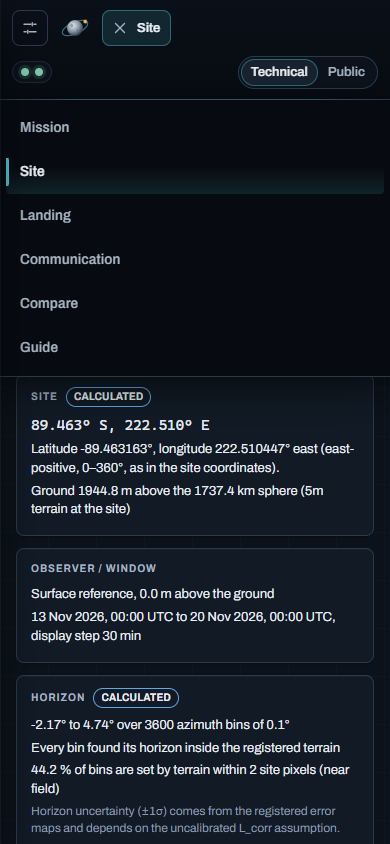 Site
Technical Public
Mission
Site
Landing
Communication
Compare
Guide
SITE CALCULATED
89.463° S, 222.510° E
Latitude -89.463163°, longitude 222.510447° east (east-
positive, 0–360°, as in the site coordinates).
Ground 1944.8 m above the 1737.4 km sphere (5m
terrain at the site)
OBSERVER / WINDOW
Surface reference, 0.0 m above the ground
13 Nov 2026, 00:00 UTC to 20 Nov 2026, 00:00 UTC,
display step 30 min
HORIZON CALCULATED
-2.17° to 4.74° over 3600 azimuth bins of 0.1°
Every bin found its horizon inside the registered terrain
44.2 % of bins are set by terrain within 2 site pixels (near
field)
Horizon uncertainty (±1σ) comes from the registered error
maps and depends on the uncalibrated L_corr assumption.